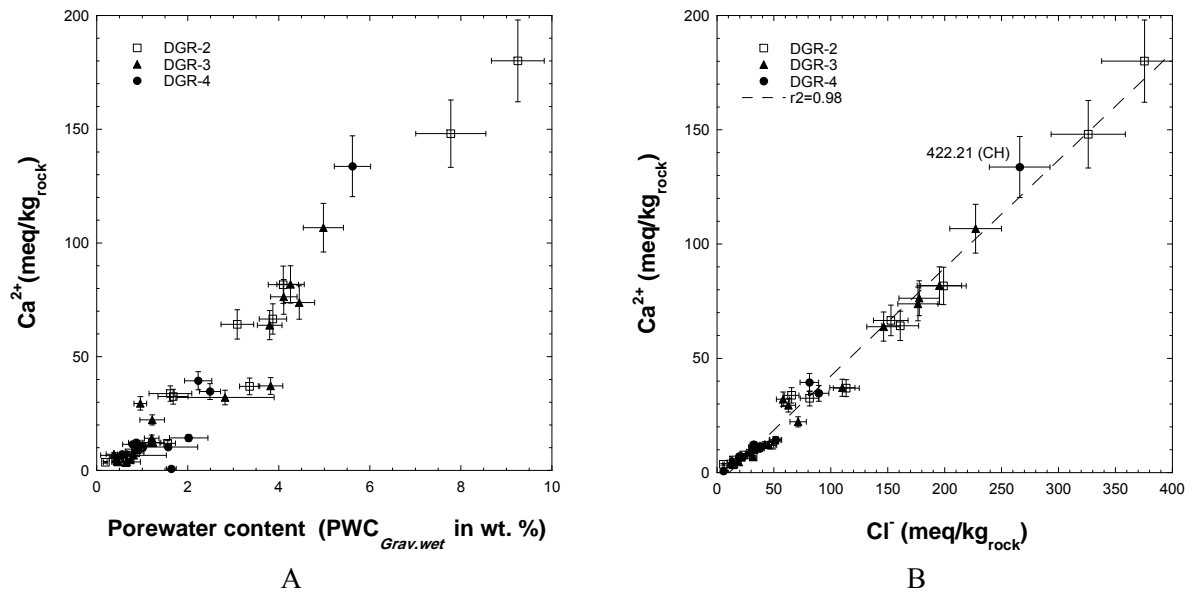 200
150
100
50
0
Ca2+(meq/kgrock)
DGR-2
DGR-3
DGR-4
0 2 4 6 8 10
Porewater content (PWCGrav.wet in wt. %)
A
200
150
100
50
0
Ca2+ (meq/kgrock)
DGR-2
DGR-3
DGR-4
r2=0.98
422.21 (CH)
0 50 100 150 200 250 300 350 400
Cl- (meq/kgrock)
B